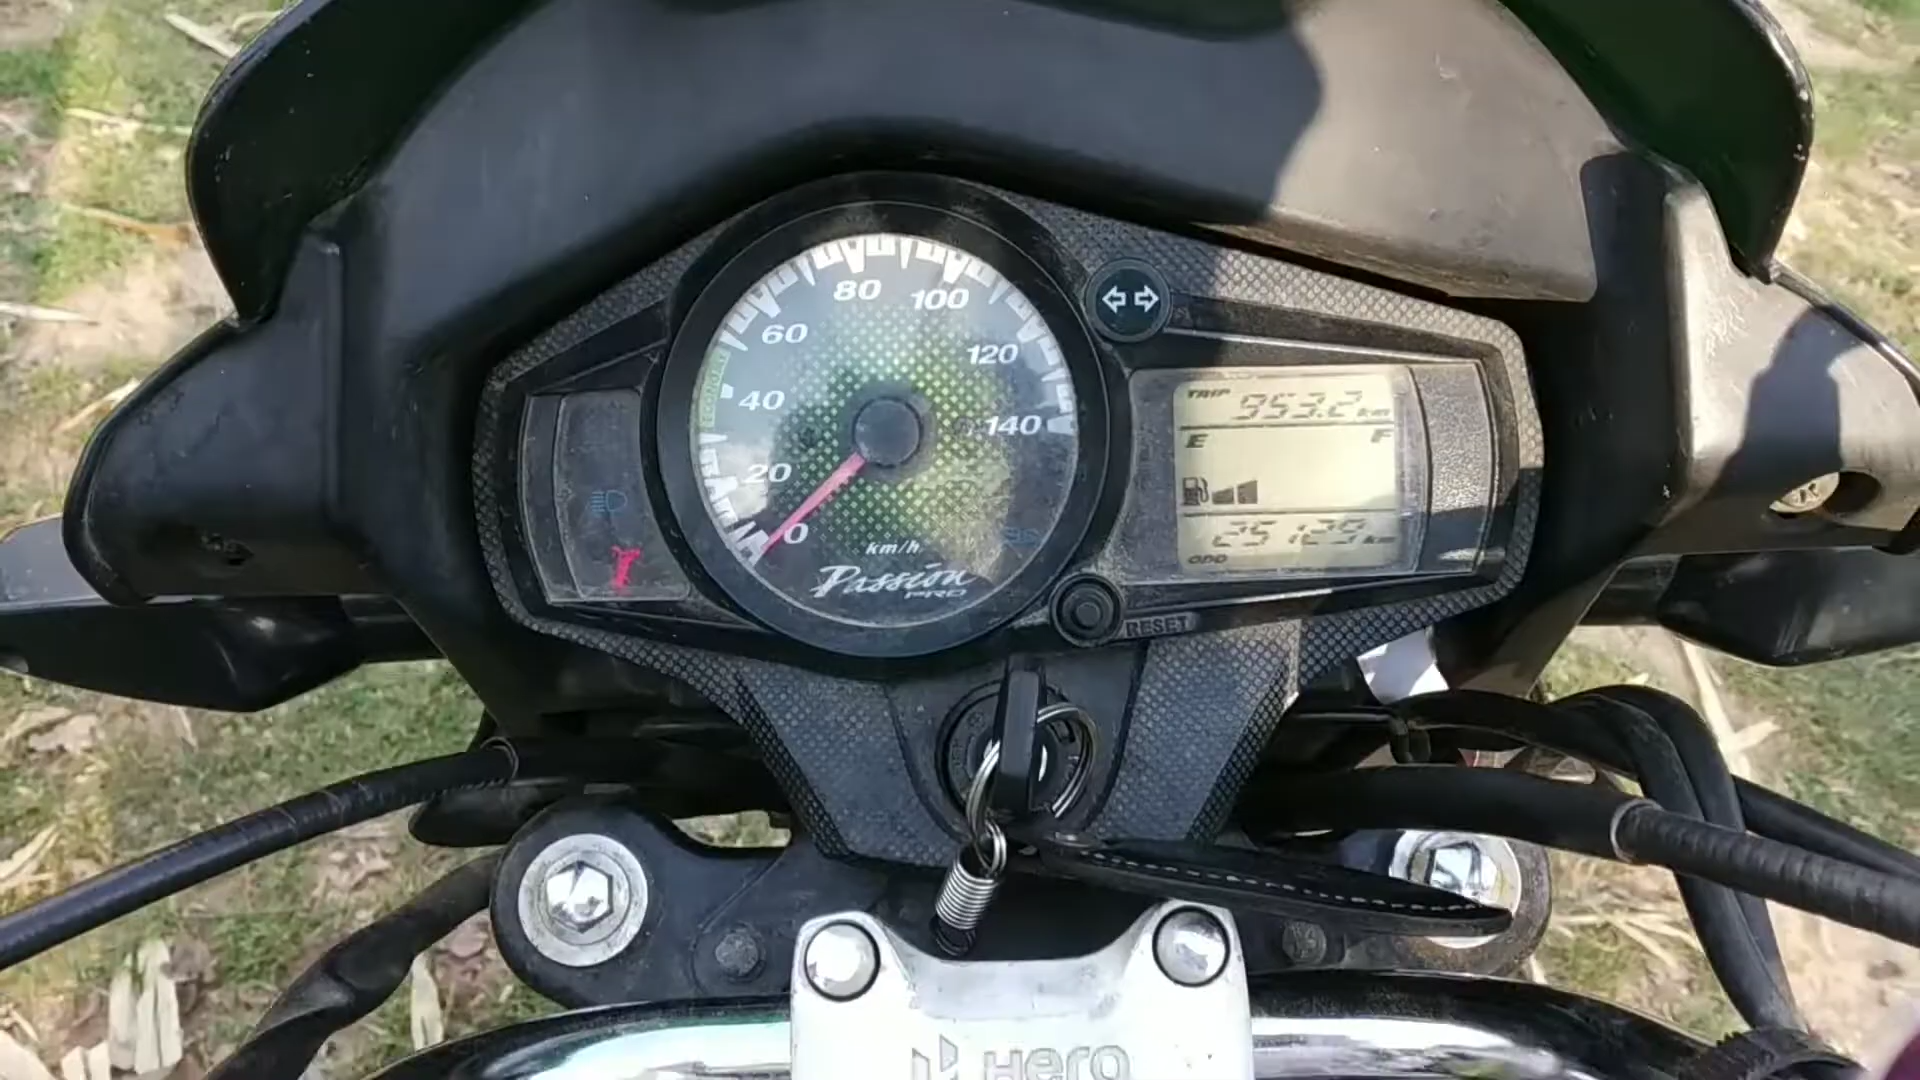 80
100
60
120
40
140
20
0
km/h
Passion
PRO
TRIP 953.2 km
E F
25129 km
ODO
RESET
Hero